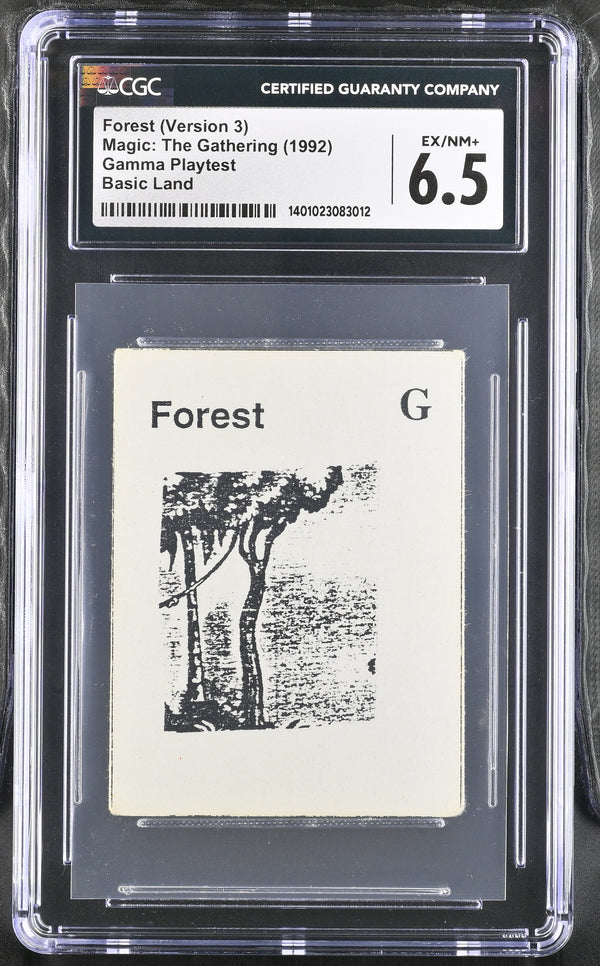 CGC
CERTIFIED GUARANTY COMPANY
Forest (Version 3)
Magic: The Gathering (1992)
Gamma Playtest
Basic Land
EX/NM+
6.5
1401023083012
Forest
G